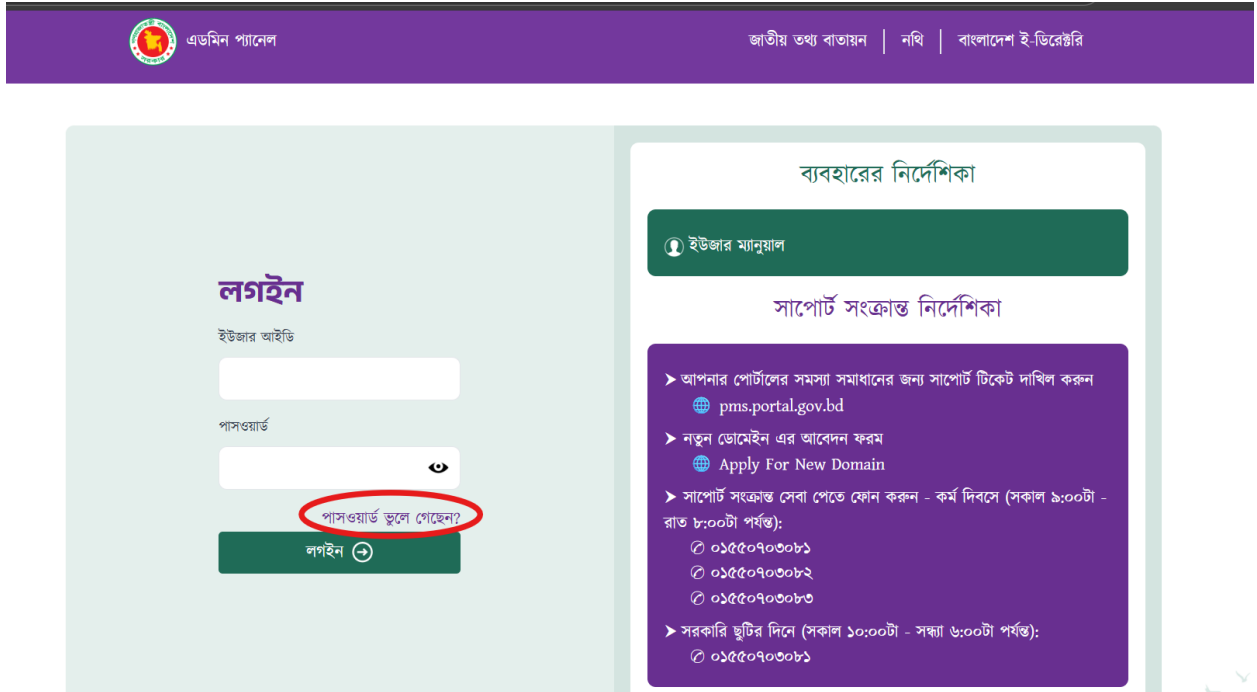 এডমিন প্যানেল
জাতীয় তথ্য বাতায়ন | নথি | বাংলাদেশ ই-ডিরেক্টরি
লগইন
ইউজার আইডি
পাসওয়ার্ড
পাসওয়ার্ড ভুলে গেছেন?
লগইন
ব্যবহারের নির্দেশিকা
ইউজার ম্যানুয়াল
সাপোর্ট সংক্রান্ত নির্দেশিকা
➤ আপনার পোর্টালের সমস্যা সমাধানের জন্য সাপোর্ট টিকেট দাখিল করুন
pms.portal.gov.bd
➤ নতুন ডোমেইন এর আবেদন ফরম
Apply For New Domain
➤ সাপোর্ট সংক্রান্ত সেবা পেতে ফোন করুন - কর্ম দিবসে (সকাল ৯:০০টা -
রাত ৮:০০টা পর্যন্ত):
✆ ০১৫৫০৭০৩০৮১
✆ ০১৫৫০৭০৩০৮২
✆ ০১৫৫০৭০৩০৮৩
➤ সরকারি ছুটির দিনে (সকাল ১০:০০টা - সন্ধ্যা ৬:০০টা পর্যন্ত):
✆ ০১৫৫০৭০৩০৮১